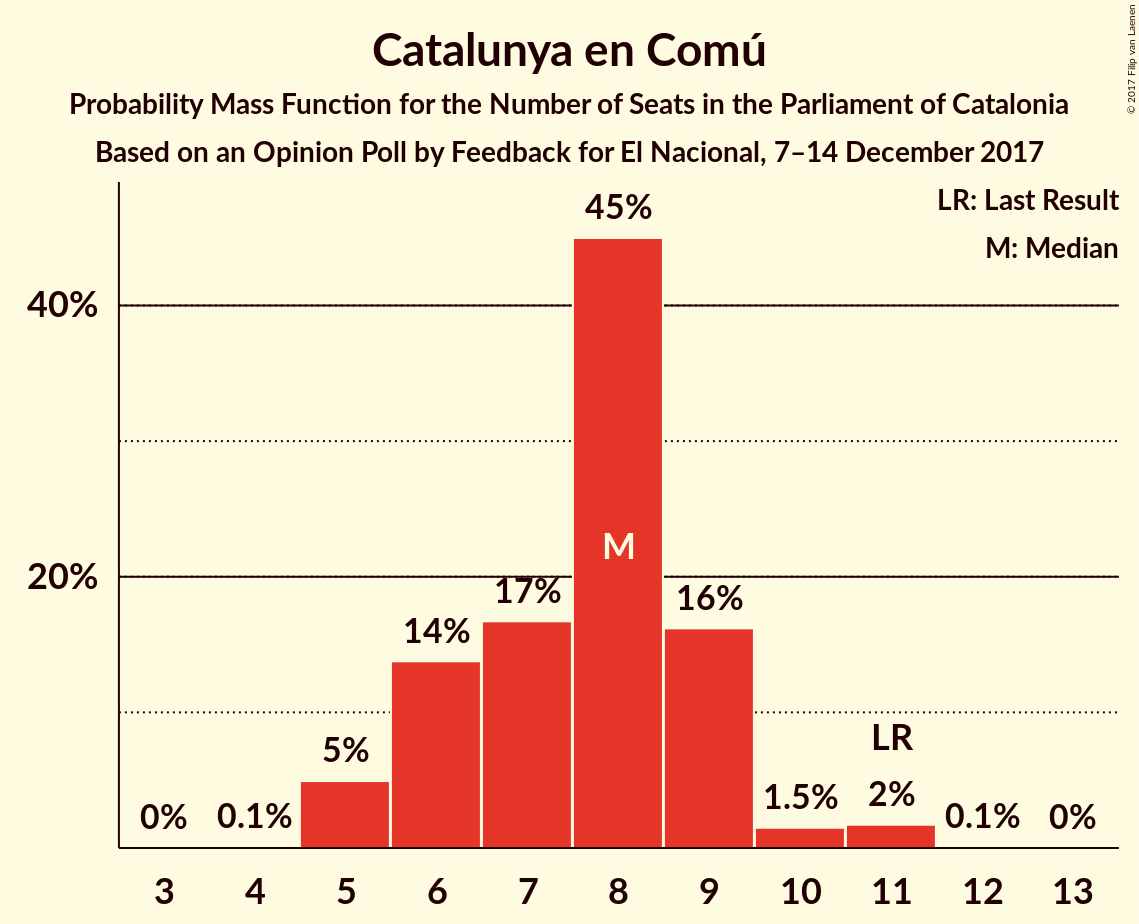 Catalunya en Comú
Probability Mass Function for the Number of Seats in the Parliament of Catalonia
Based on an Opinion Poll by Feedback for El Nacional, 7–14 December 2017
© 2017 Filip van Laenen
LR: Last Result
M: Median
45%
40%
M
20%
17%
16%
14%
LR
5%
1.5%
2%
0%
0.1%
0.1%
0%
3 4 5 6 7 8 9 10 11 12 13